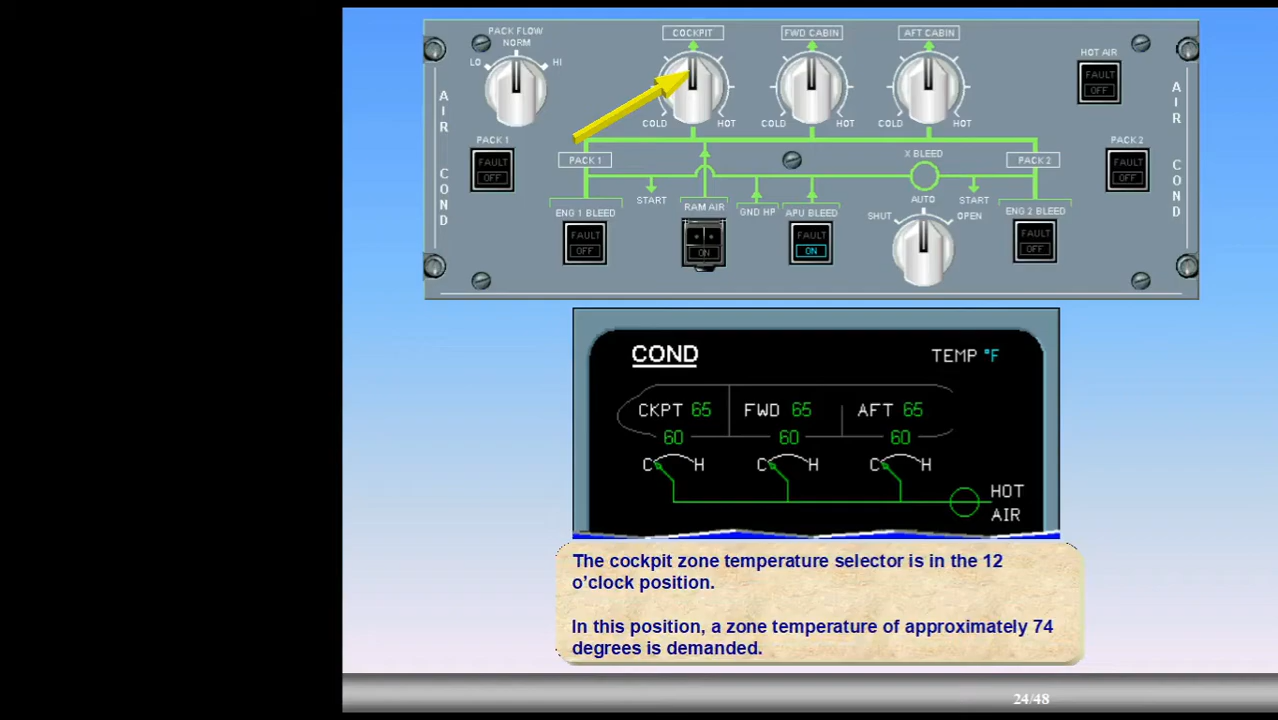 PACK FLOW
NORM
LO
HI
COCKPIT
FWD CABIN
AFT CABIN
HOT AIR
FAULT
OFF
AIR COND
COLD
HOT
COLD
HOT
COLD
HOT
AIR COND
PACK 1
FAULT
OFF
PACK 1
X BLEED
PACK 2
PACK 2
FAULT
OFF
START
RAM AIR
GND HP
APU BLEED
AUTO
START
ENG 1 BLEED
SHUT
OPEN
ENG 2 BLEED
FAULT
OFF
ON
FAULT
ON
FAULT
OFF
COND
TEMP °F
CKPT 65
FWD 65
AFT 65
60
60
60
C H
C H
C H
HOT
AIR
The cockpit zone temperature selector is in the 12
o'clock position.
In this position, a zone temperature of approximately 74
degrees is demanded.
24/48